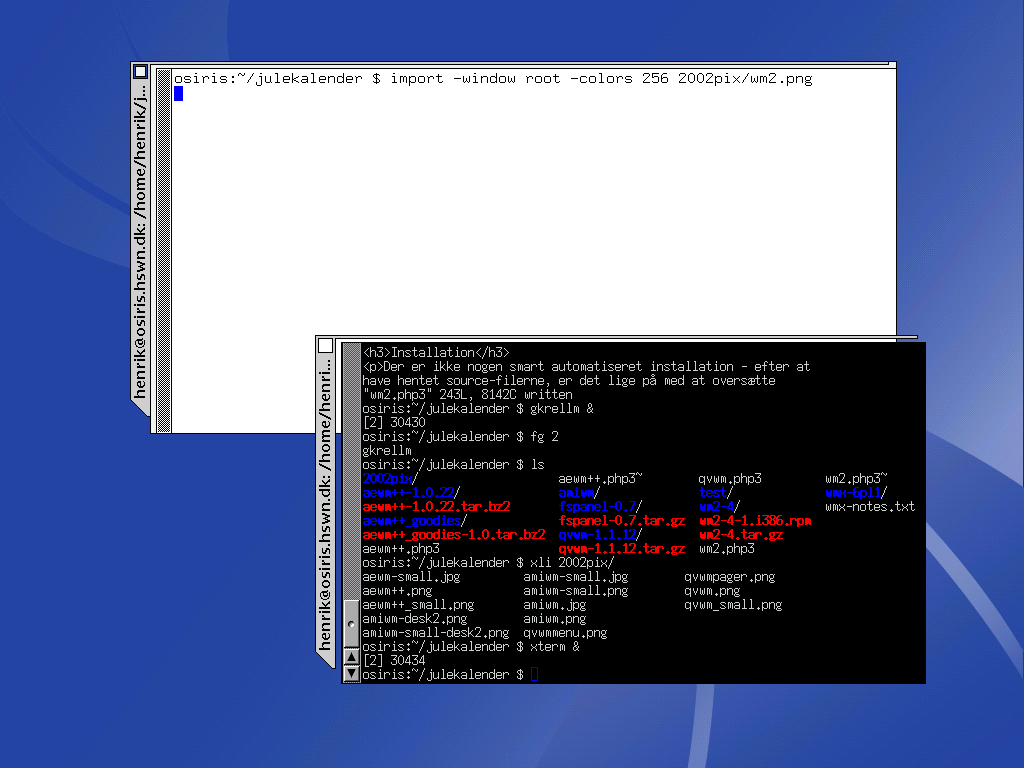 henrik@osiris.hswn.dk: /home/henrik/j...
osiris:~/julekalender $ import -window root -colors 256 2002pix/wm2.png
henrik@osiris.hswn.dk: /home/henri...
<h3>Installation</h3>
<p>Der er ikke nogen smart automatiseret installation - efter at
have hentet source-filerne, er det lige på med at oversætte
"wm2.php3" 243L, 8142C written
osiris:~/julekalender $ gkrellm &
[2] 30430
osiris:~/julekalender $ fg 2
gkrellm
osiris:~/julekalender $ ls
2002pix/ aewm++.php3~ qvwm.php3 wm2.php3~
aewm++-1.0.22/ amiwm/ test/ wmx-6pl1/
aewm++-1.0.22.tar.bz2 fspanel-0.7/ wm2-4/ wmx-notes.txt
aewm++_goodies/ fspanel-0.7.tar.gz wm2-4-1.i386.rpm
aewm++_goodies-1.0.tar.bz2 qvwm-1.1.12/ wm2-4.tar.gz
aewm++.php3 qvwm-1.1.12.tar.gz wm2.php3
osiris:~/julekalender $ xli 2002pix/
aewm-small.jpg amiwm-small.jpg qvwmpager.png
aewm++.png amiwm-small.png qvwm.png
aewm++_small.png amiwm.jpg qvwm_small.png
amiwm-desk2.png amiwm.png
amiwm-small-desk2.png qvwmmenu.png
osiris:~/julekalender $ xterm &
[2] 30434
osiris:~/julekalender $